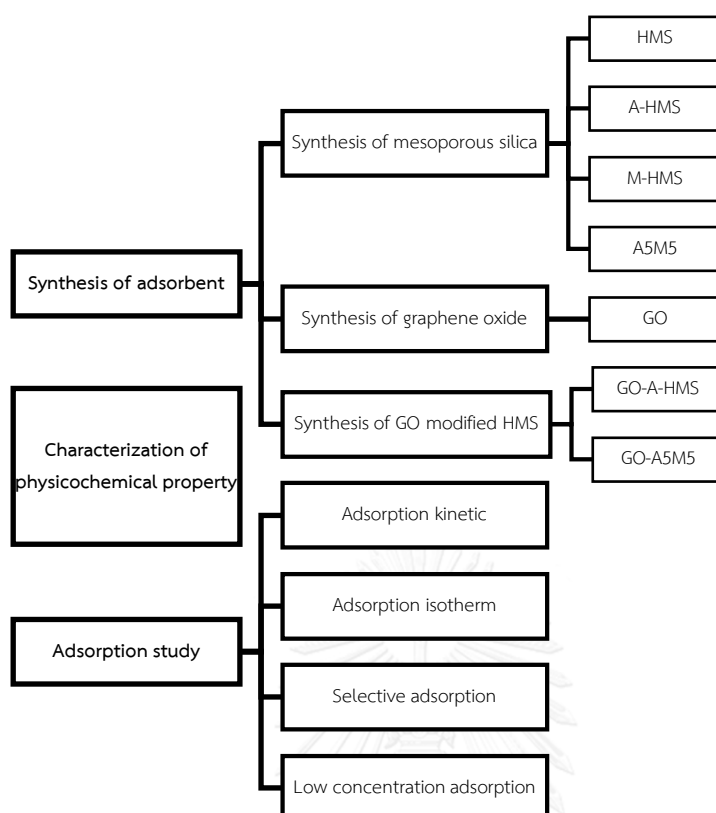 HMS
A-HMS
Synthesis of mesoporous silica
M-HMS
A5M5
Synthesis of adsorbent
Synthesis of graphene oxide
GO
GO-A-HMS
Synthesis of GO modified HMS
GO-A5M5
Characterization of
physicochemical property
Adsorption kinetic
Adsorption isotherm
Adsorption study
Selective adsorption
Low concentration adsorption